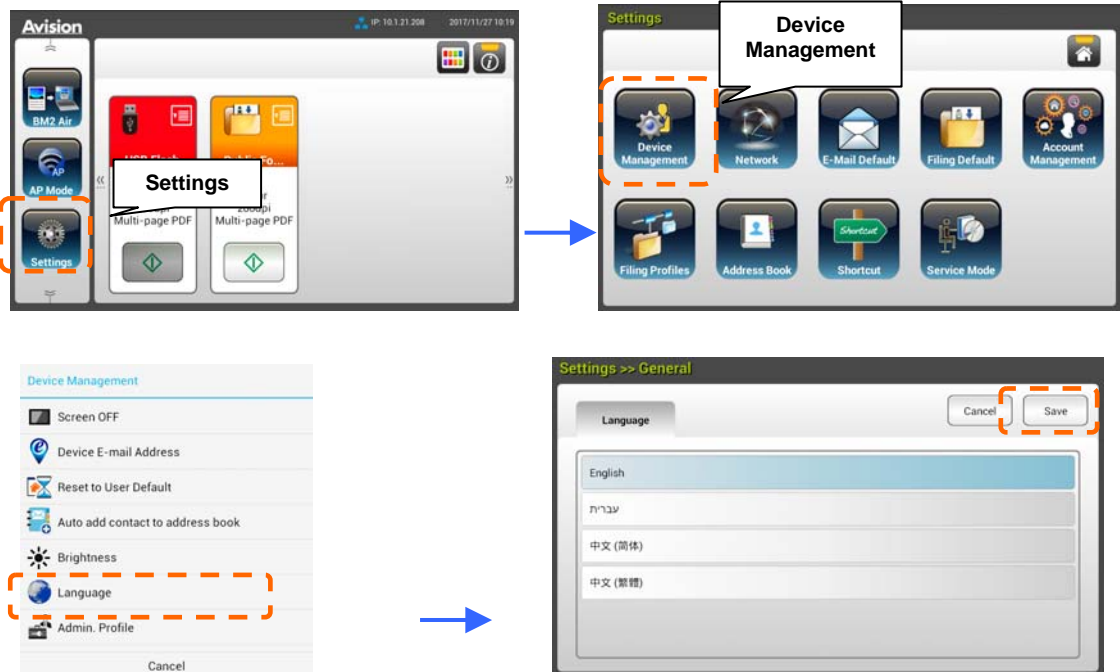 Avision
IP: 10.1.21.208 2017/11/27 10:19
BM2 Air
AP Mode
Settings
Settings
Multi-page PDF
Multi-page PDF
Settings
Device
Management
Device
Management
Network
E-Mail Default
Filing Default
Account
Management
Filing Profiles
Address Book
Shortcut
Shortcut
Service Mode
Device Management
Screen OFF
Device E-mail Address
Reset to User Default
Auto add contact to address book
Brightness
Language
Admin. Profile
Cancel
Settings >> General
Language
Cancel
Save
English
עברית
中文 (简体)
中文 (繁體)